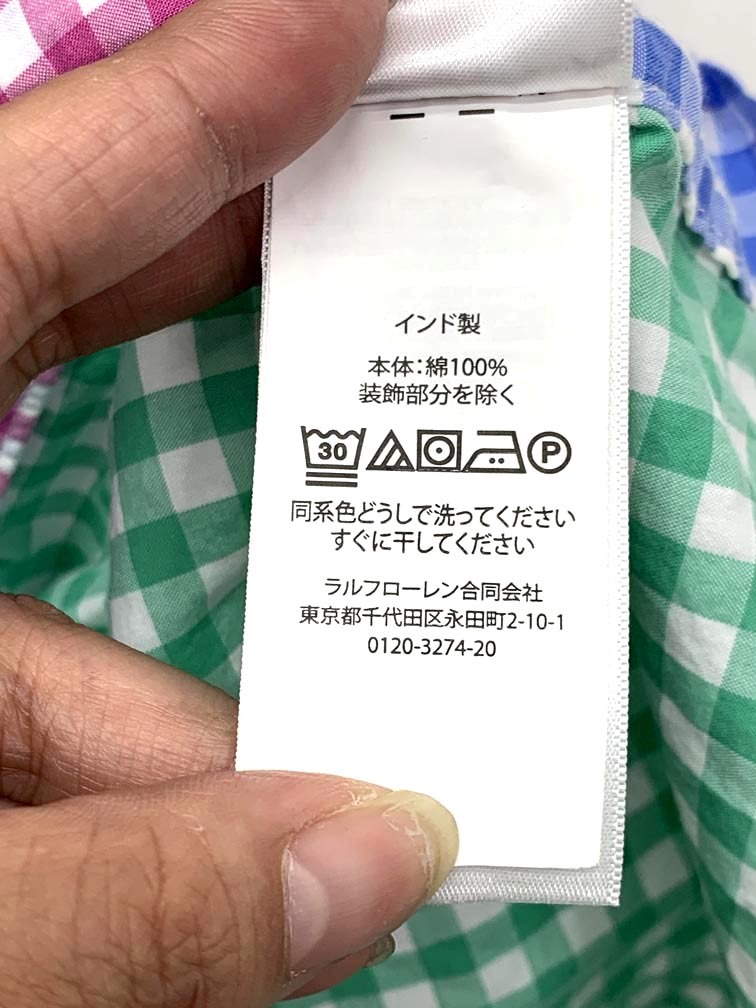 インド製
本体:綿100%
装飾部分を除く
30 P
同系色どうしで洗ってください
すぐに干してください
ラルフローレン合同会社
東京都千代田区永田町2-10-1
0120-3274-20